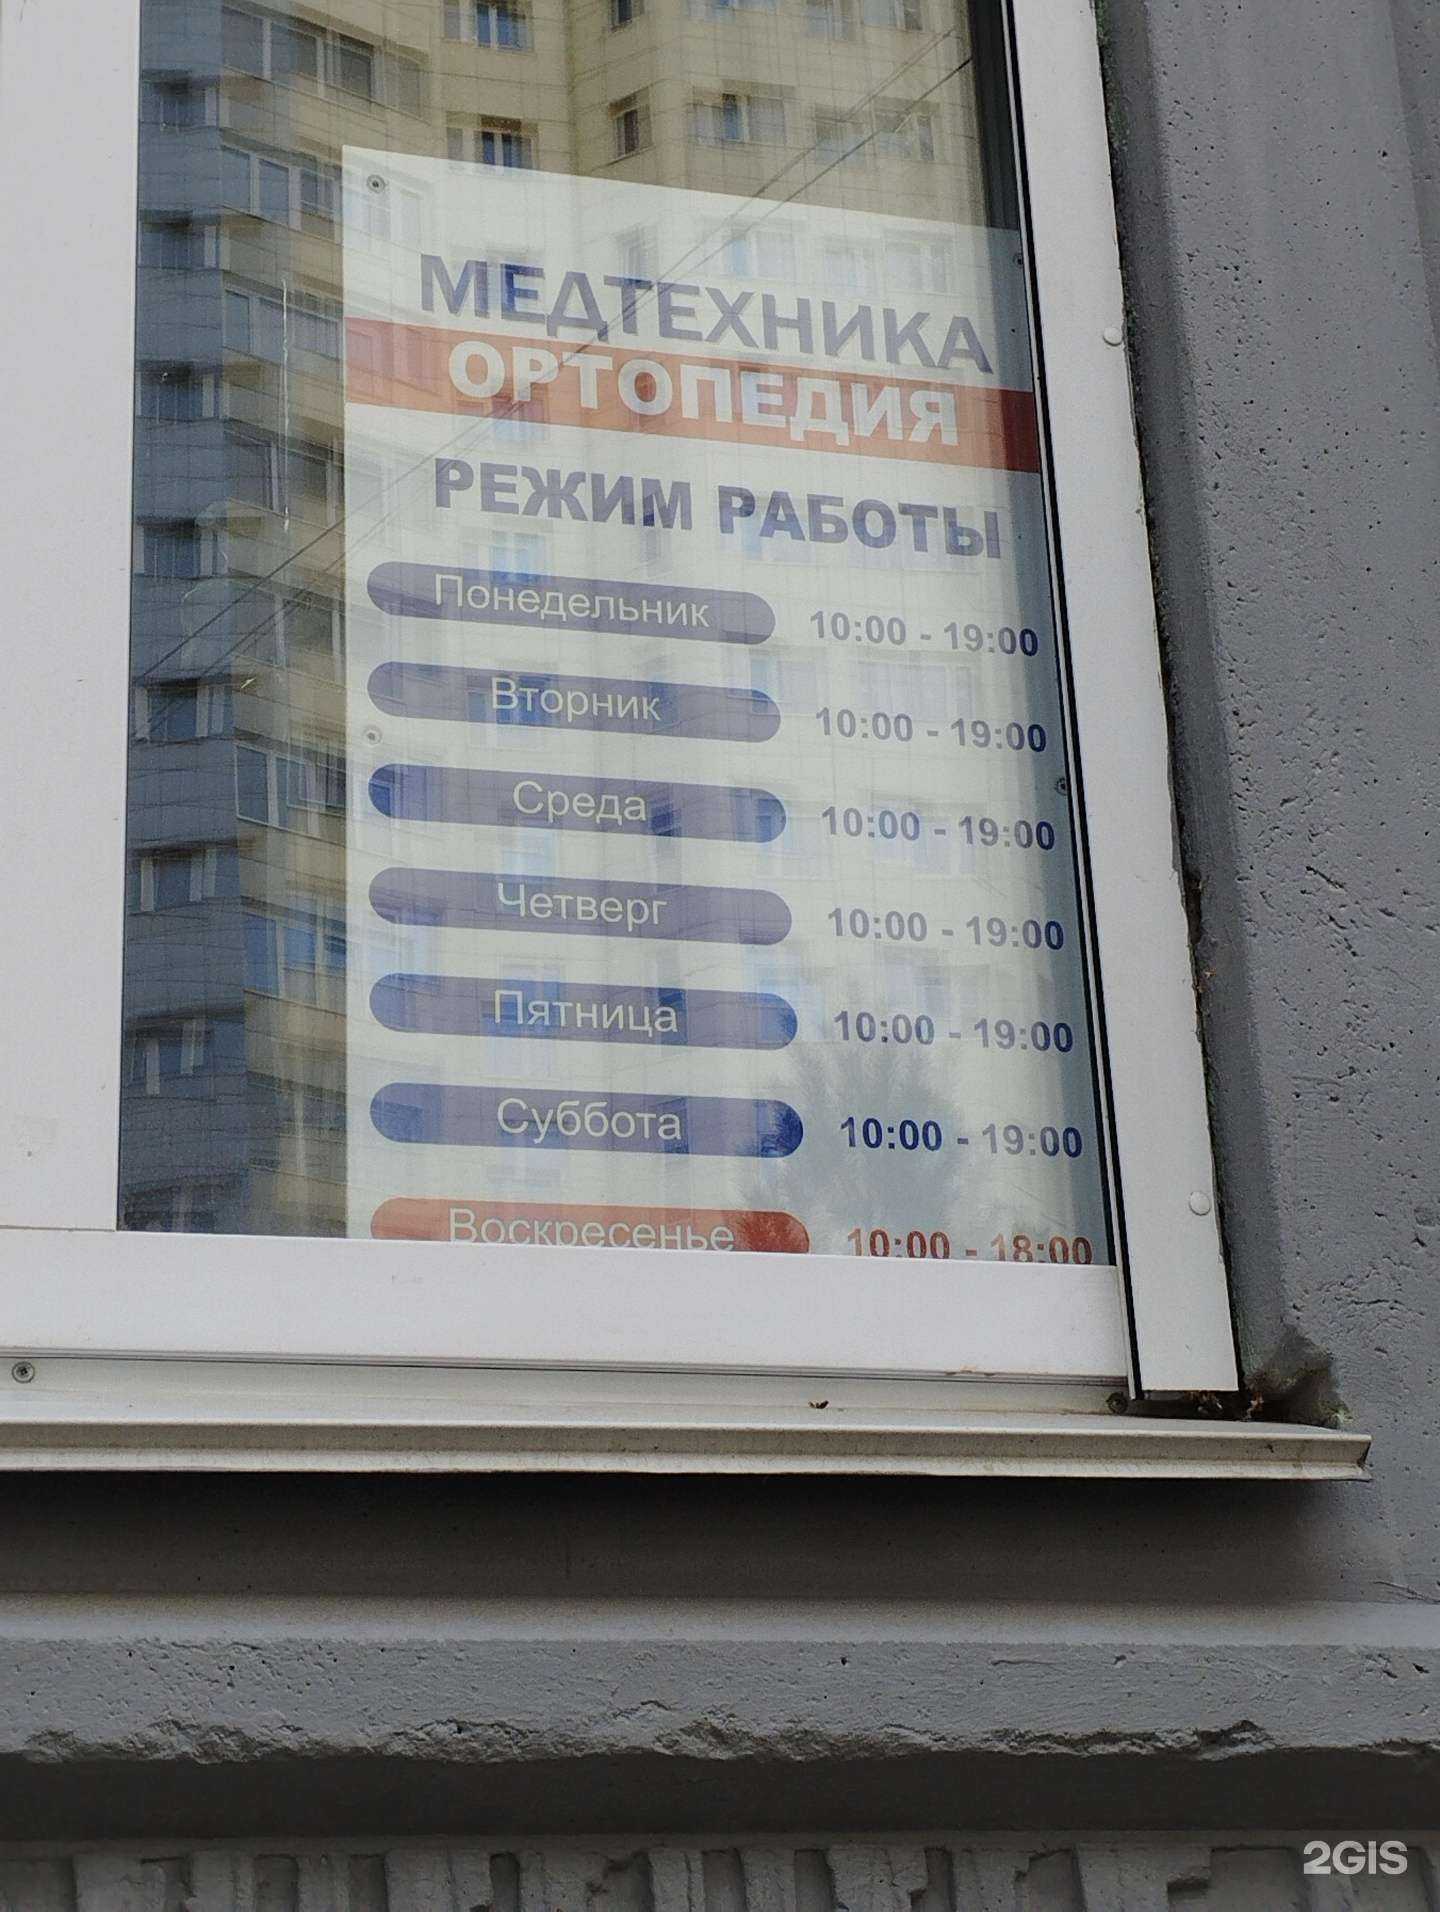 МЕДТЕХНИКА
ОРТОПЕДИЯ
РЕЖИМ РАБОТЫ
Понедельник 10:00 - 19:00
Вторник 10:00 - 19:00
Среда 10:00 - 19:00
Четверг 10:00 - 19:00
Пятница 10:00 - 19:00
Суббота 10:00 - 19:00
Воскресенье 10:00 - 18:00
2GIS